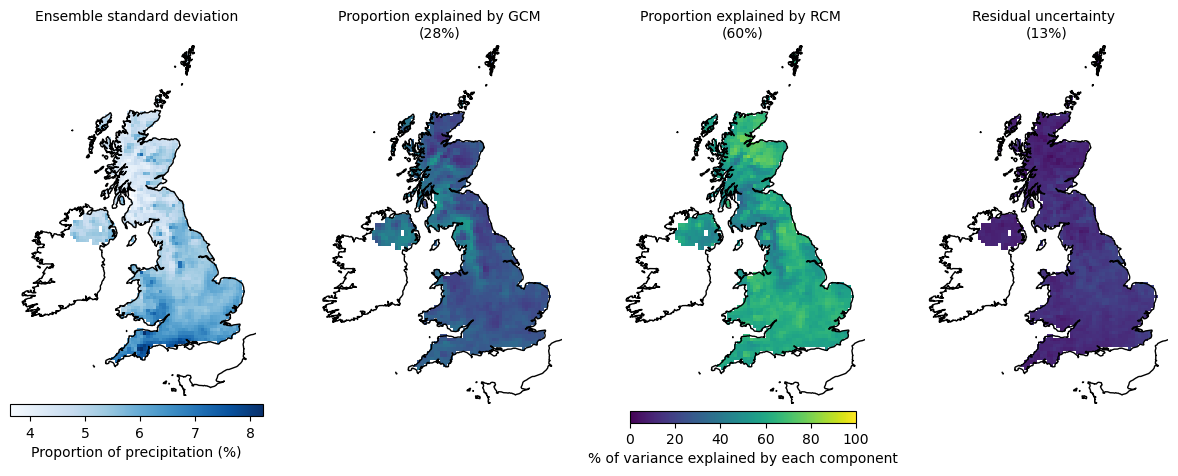 Ensemble standard deviation
Proportion explained by GCM
(28%)
Proportion explained by RCM
(60%)
Residual uncertainty
(13%)
4 5 6 7 8
Proportion of precipitation (%)
0 20 40 60 80 100
% of variance explained by each component